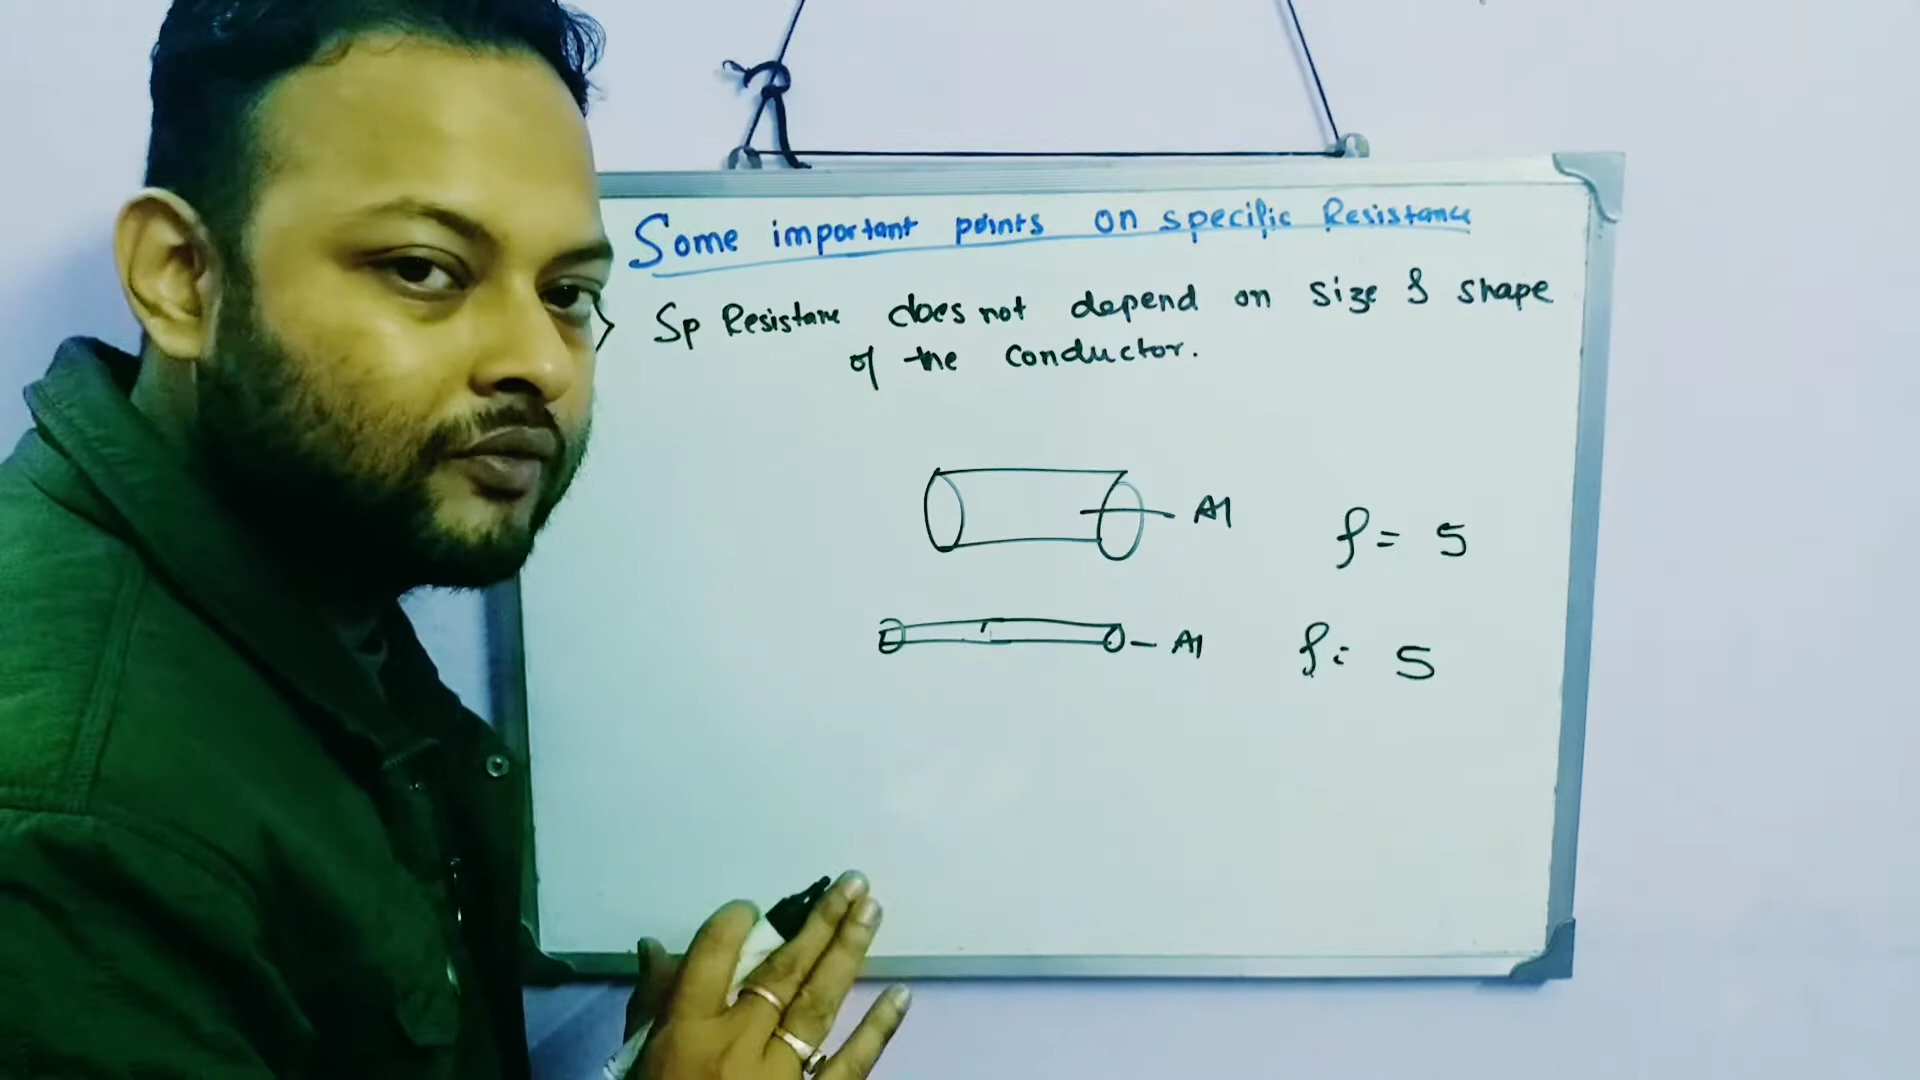 Some important points on specific Resistance
> Sp Resistane does not depend on size & shape
of the conductor.
Al
ρ = 5
Al
ρ = 5